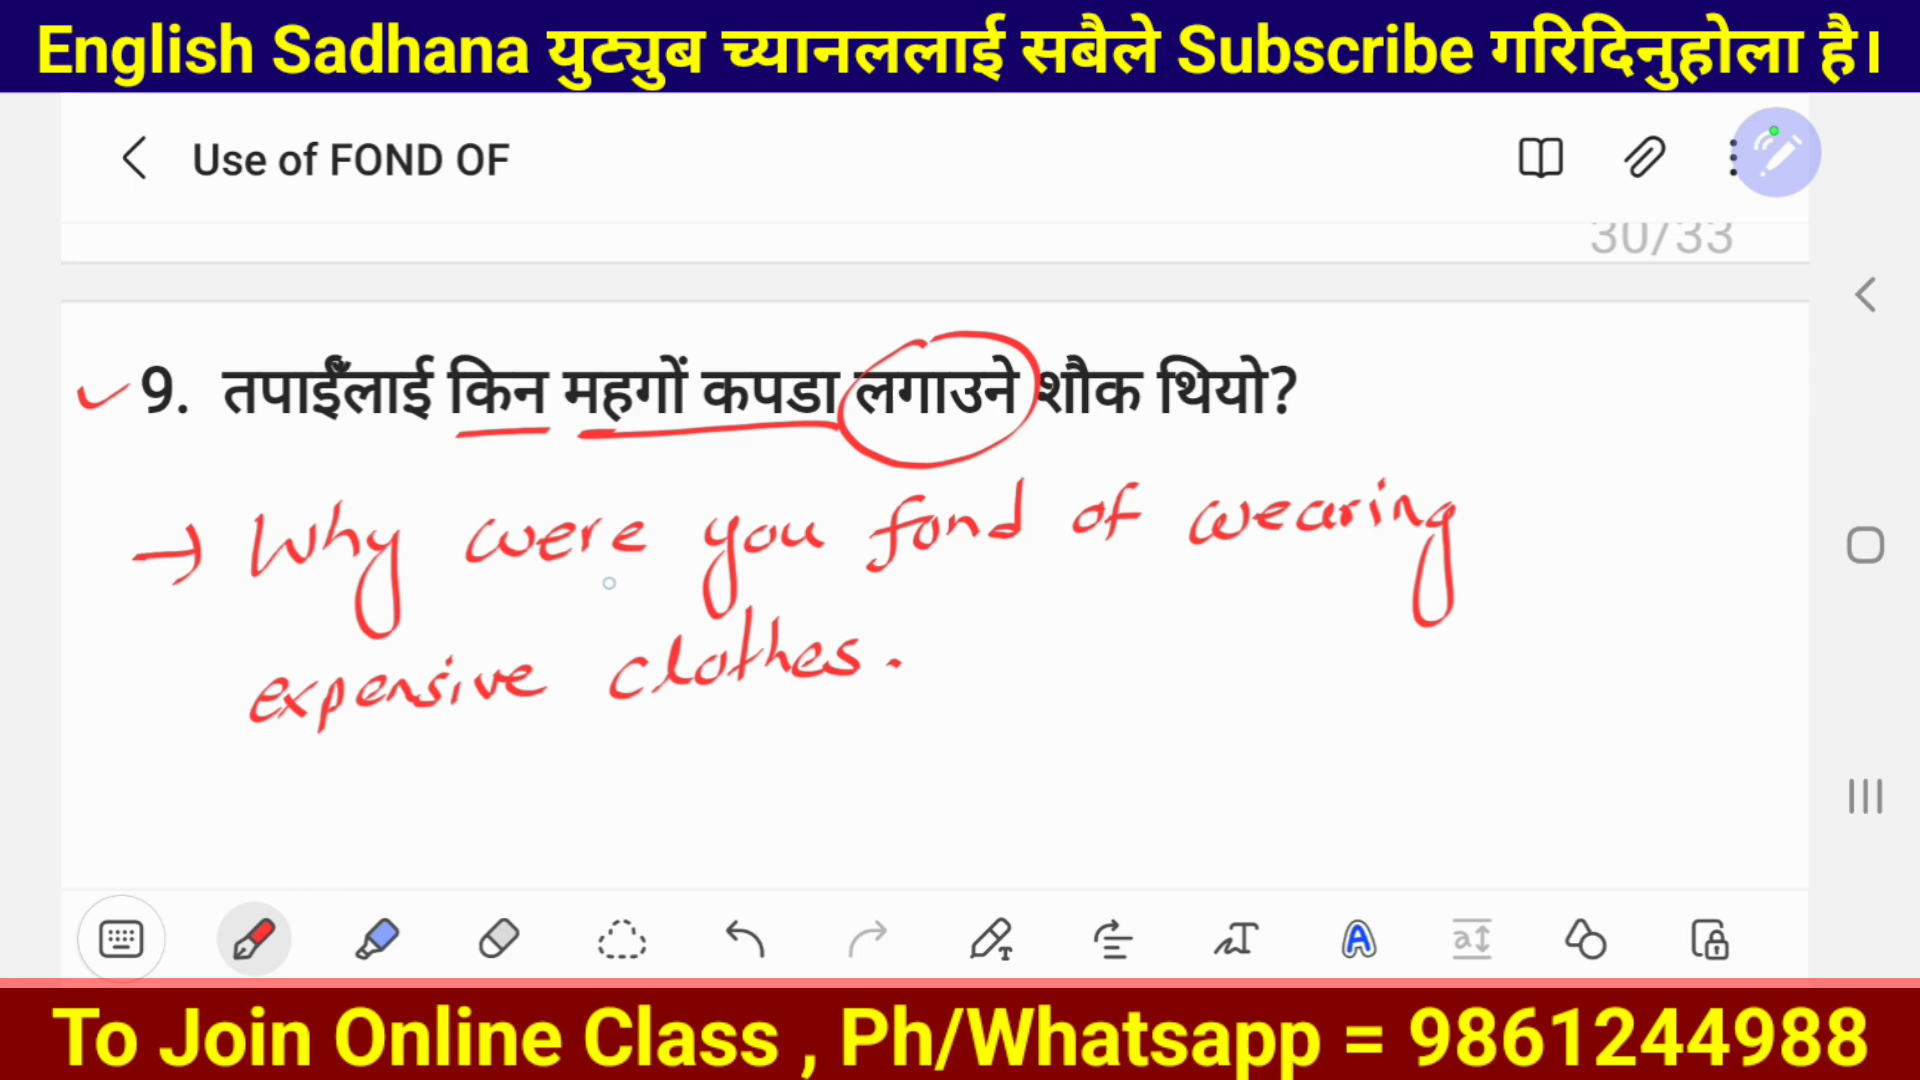 English Sadhana युट्युब च्यानललाई सबैले Subscribe गरिदिनुहोला है।
Use of FOND OF
30/33
9. तपाईँलाई किन महगों कपडा लगाउने शौक थियो?
→ Why were you fond of wearing
expensive clothes.
To Join Online Class , Ph/Whatsapp = 9861244988